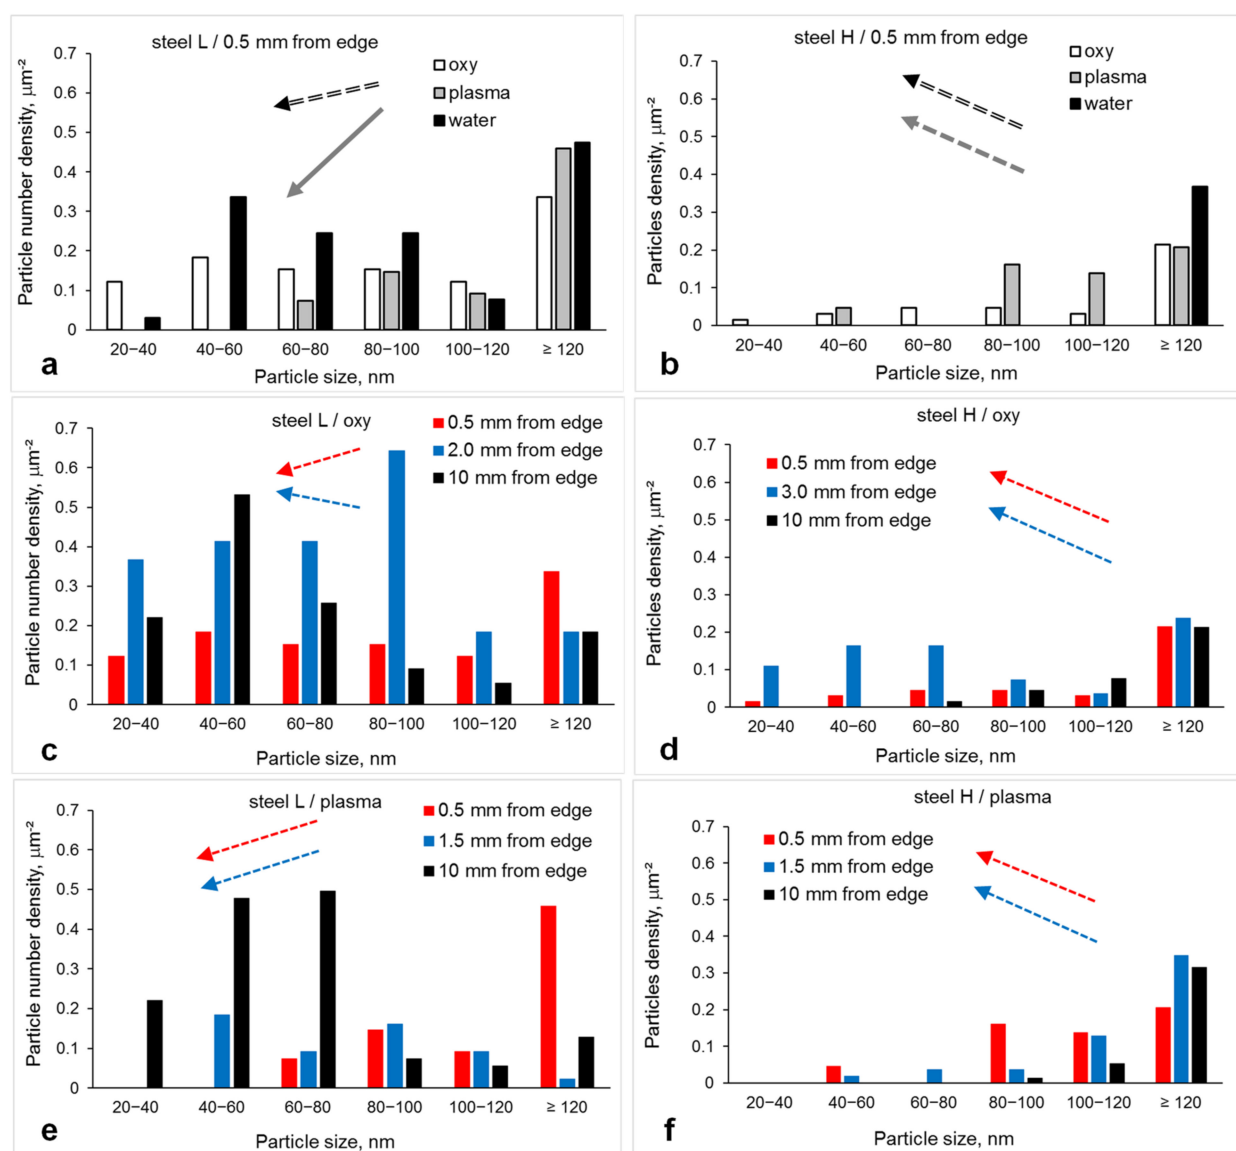 steel L / 0.5 mm from edge
Particle number density, µm⁻²
0.7
0.6
0.5
0.4
0.3
0.2
0.1
0
oxy
plasma
water
20−40 40−60 60−80 80−100 100−120 ≥ 120
Particle size, nm
a
steel H / 0.5 mm from edge
Particles density, µm⁻²
0.7
0.6
0.5
0.4
0.3
0.2
0.1
0
oxy
plasma
water
20−40 40−60 60−80 80−100 100−120 ≥ 120
Particle size, nm
b
steel L / oxy
Particle number density, µm⁻²
0.7
0.6
0.5
0.4
0.3
0.2
0.1
0
0.5 mm from edge
2.0 mm from edge
10 mm from edge
20−40 40−60 60−80 80−100 100−120 ≥ 120
Particle size, nm
c
steel H / oxy
Particles density, µm⁻²
0.7
0.6
0.5
0.4
0.3
0.2
0.1
0
0.5 mm from edge
3.0 mm from edge
10 mm from edge
20−40 40−60 60−80 80−100 100−120 ≥ 120
Particle size, nm
d
steel L / plasma
Particle number density, µm⁻²
0.7
0.6
0.5
0.4
0.3
0.2
0.1
0
0.5 mm from edge
1.5 mm from edge
10 mm from edge
20−40 40−60 60−80 80−100 100−120 ≥ 120
Particle size, nm
e
steel H / plasma
Particles density, µm⁻²
0.7
0.6
0.5
0.4
0.3
0.2
0.1
0
0.5 mm from edge
1.5 mm from edge
10 mm from edge
20−40 40−60 60−80 80−100 100−120 ≥ 120
Particle size, nm
f